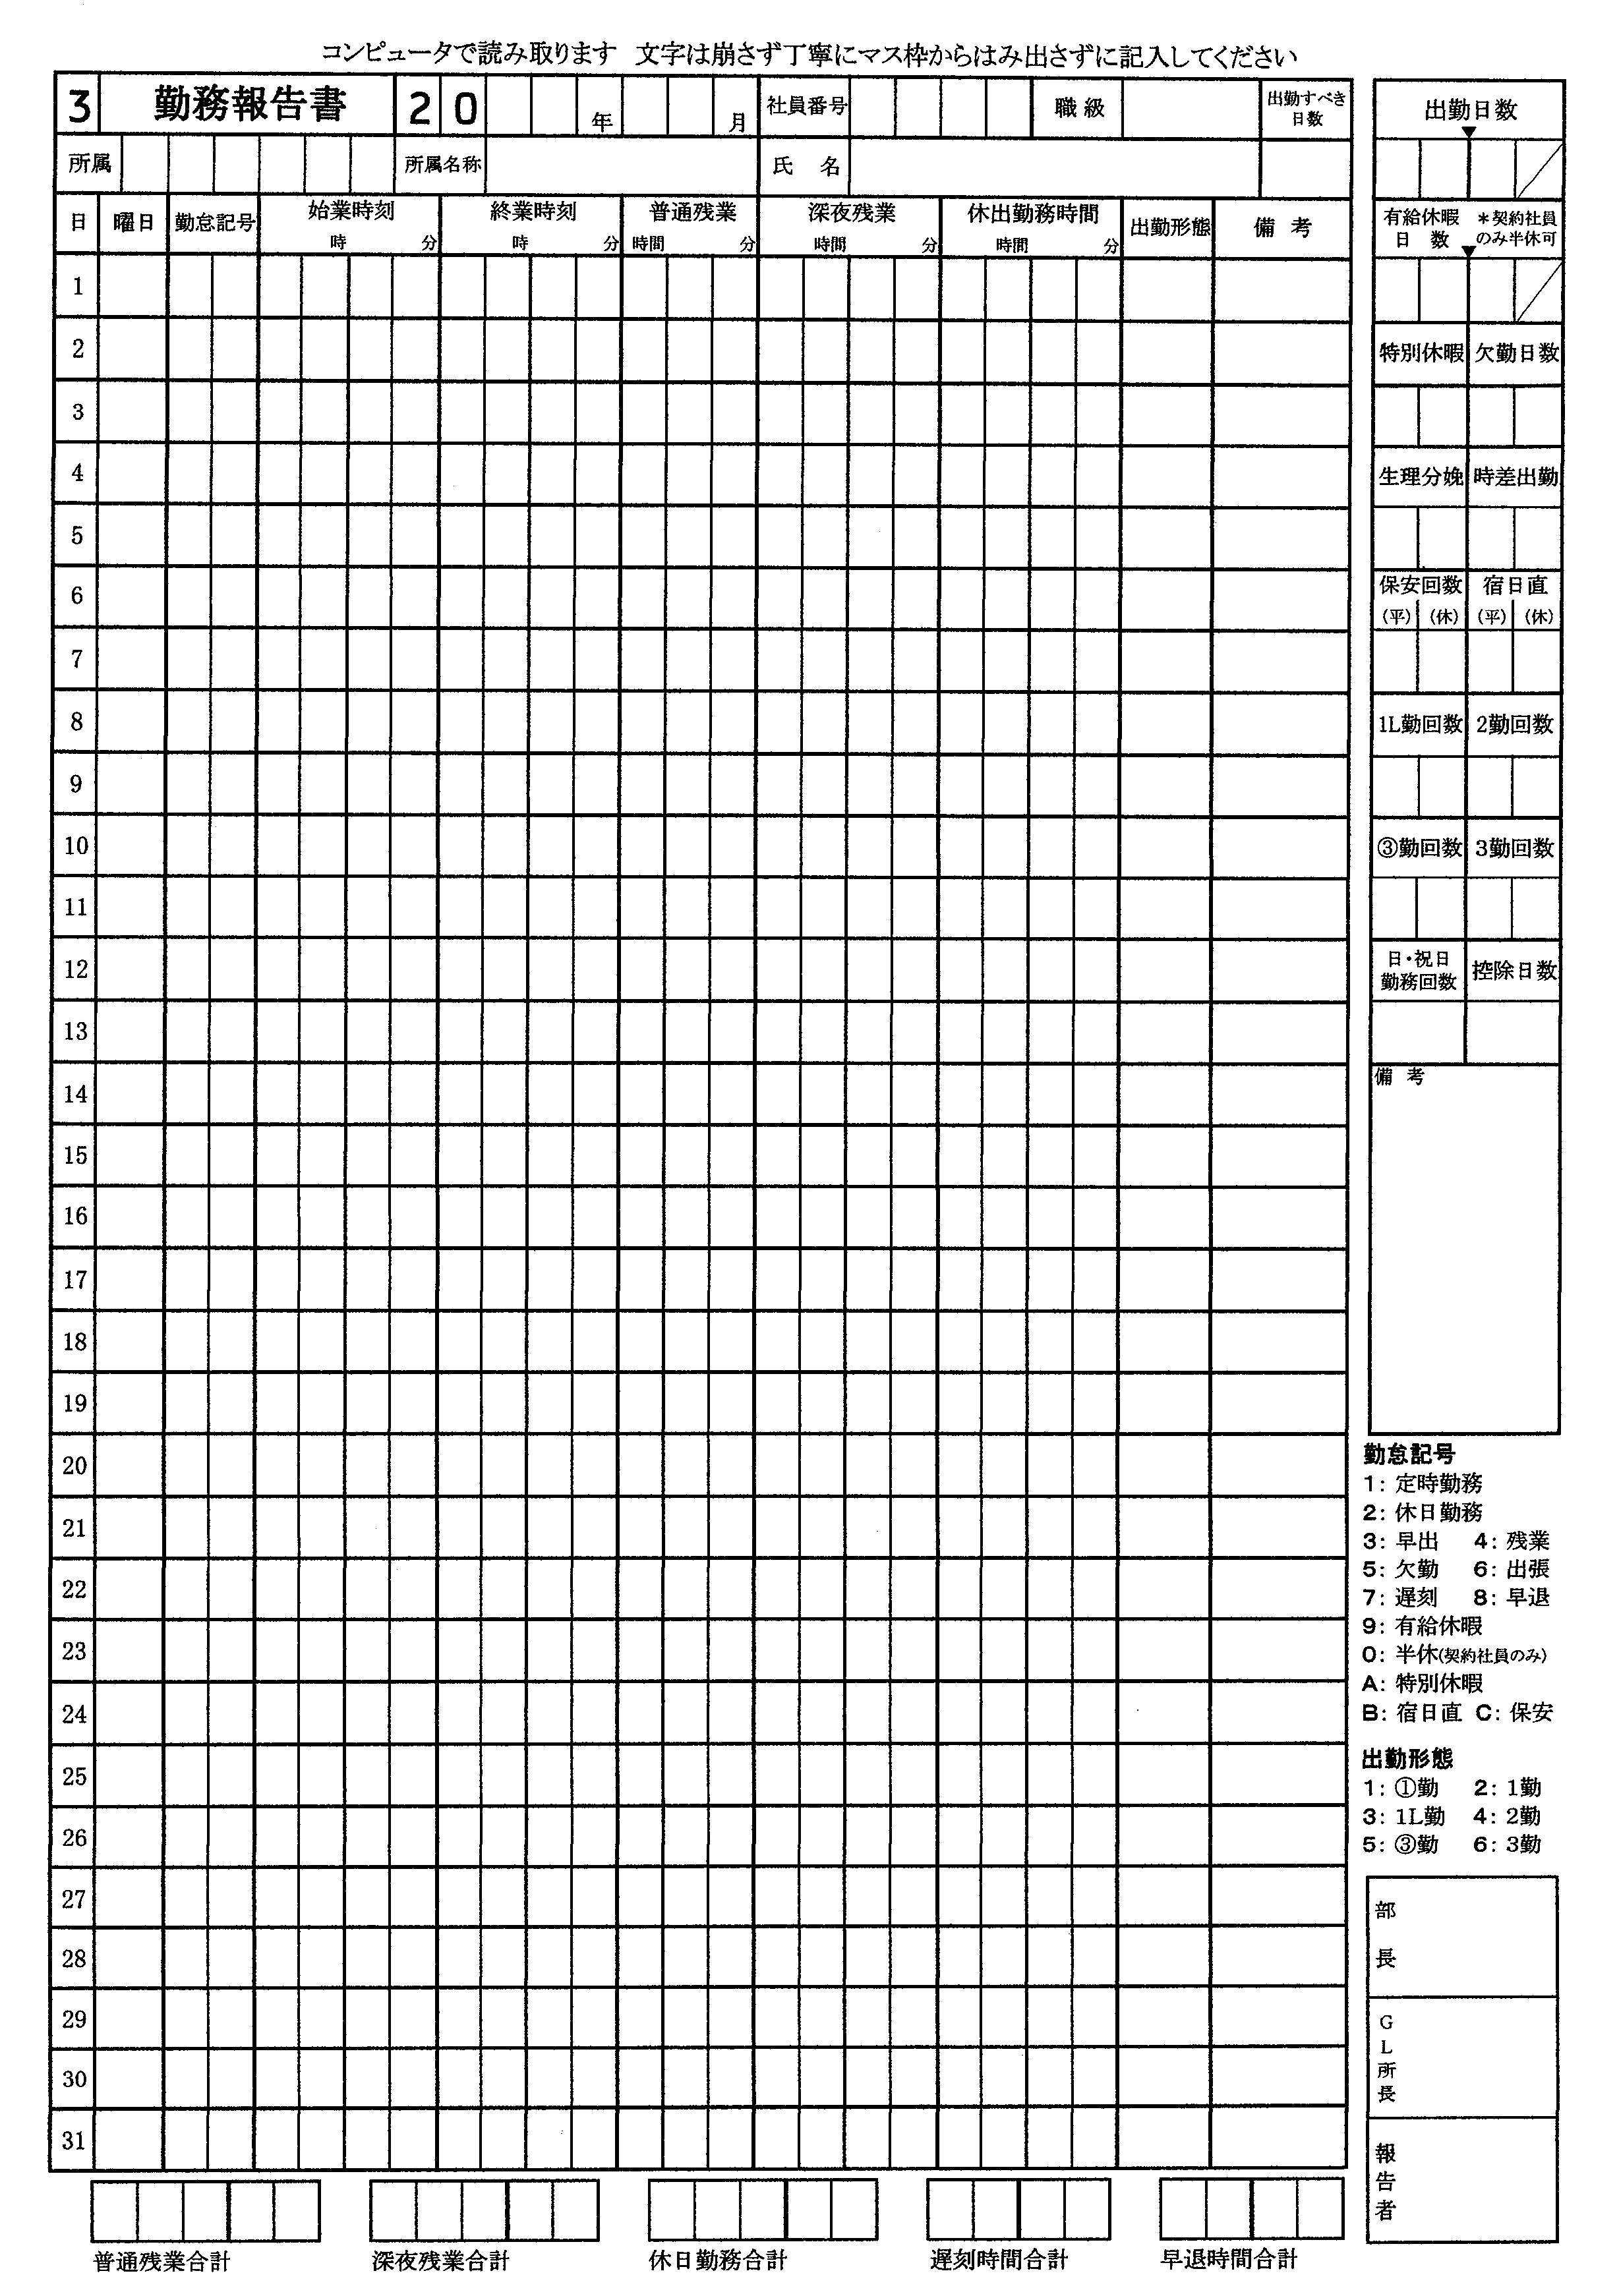 コンピュータで読み取ります 文字は崩さず丁寧にマス枠からはみ出さずに記入してください
3 勤務報告書 2 0 年 月 社員番号 職級 出勤すべき日数
所属 所属名称 氏 名
日 曜日 勤怠記号 始業時刻 終業時刻 普通残業 深夜残業 休出勤務時間 出勤形態 備 考
時 分 時 分 時間 分 時間 分 時間 分
1
2
3
4
5
6
7
8
9
10
11
12
13
14
15
16
17
18
19
20
21
22
23
24
25
26
27
28
29
30
31
普通残業合計 深夜残業合計 休日勤務合計 遅刻時間合計 早退時間合計
出勤日数
▼
有給休暇 *契約社員
日 数 ▼ のみ半休可
特別休暇 欠勤日数
生理分娩 時差出勤
保安回数 宿日直
(平) (休) (平) (休)
1L勤回数 2勤回数
③勤回数 3勤回数
日・祝日
勤務回数 控除日数
備 考
勤怠記号
1: 定時勤務
2: 休日勤務
3: 早出 4: 残業
5: 欠勤 6: 出張
7: 遅刻 8: 早退
9: 有給休暇
0: 半休(契約社員のみ)
A: 特別休暇
B: 宿日直 C: 保安
出勤形態
1: ①勤 2: 1勤
3: 1L勤 4: 2勤
5: ③勤 6: 3勤
部長
GL所長
報告者